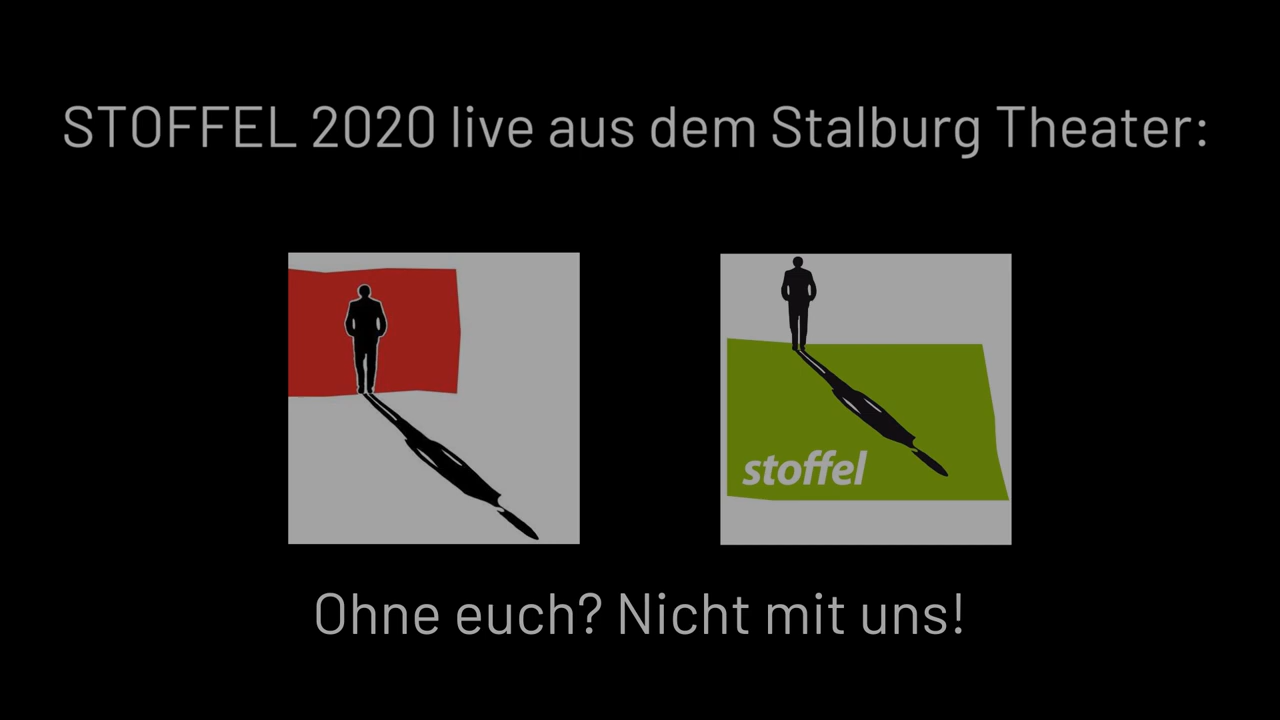 STOFFEL 2020 live aus dem Stalburg Theater:
stoffel
Ohne euch? Nicht mit uns!